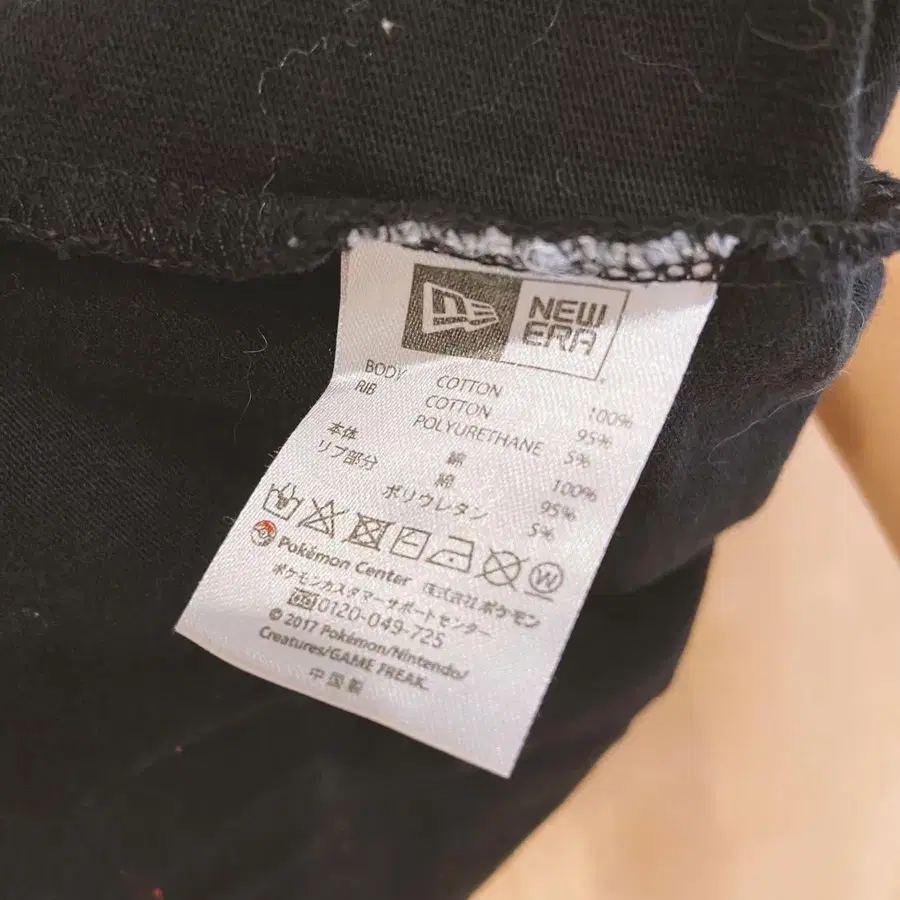 NEW
ERA
BODY COTTON 100%
RIB COTTON 95%
POLYURETHANE 5%
本体 綿 100%
リブ部分 綿 95%
ポリウレタン 5%
Pokémon Center 株式会社ポケモン
ポケモンカスタマーサポートセンター
0120-049-725
© 2017 Pokémon/Nintendo/
Creatures/GAME FREAK.
中国製